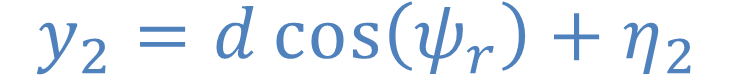 y₂ = d cos(ψᵣ) + η₂